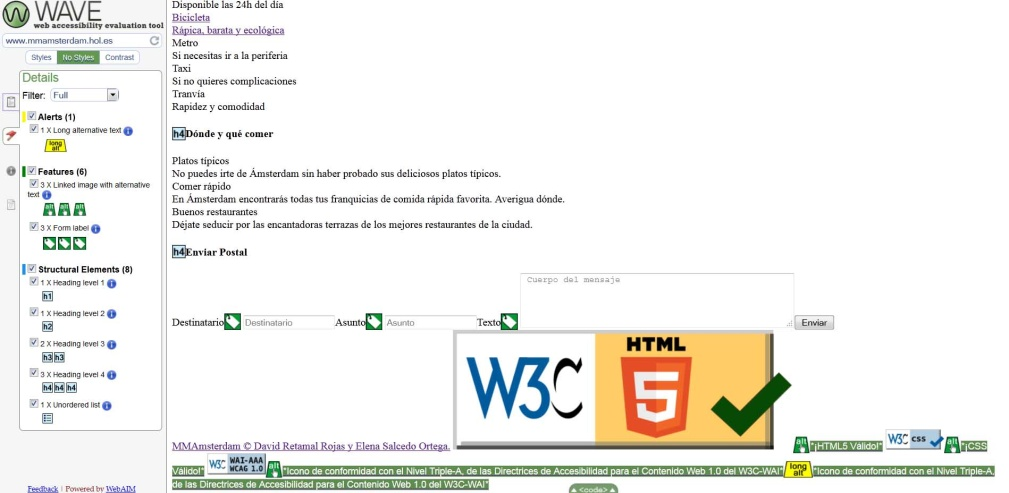 WAVE
web accessibility evaluation tool
www.mmamsterdam.hol.es
Styles No Styles Contrast
Details
Filter: Full
Alerts (1)
1 X Long alternative text
long alt
Features (6)
3 X Linked image with alternative
text
alt alt alt
3 X Form label
Structural Elements (8)
1 X Heading level 1
h1
1 X Heading level 2
h2
2 X Heading level 3
h3 h3
3 X Heading level 4
h4 h4 h4
1 X Unordered list
Feedback | Powered by WebAIM
Disponible las 24h del día
Bicicleta
Rápica, barata y ecológica
Metro
Si necesitas ir a la periferia
Taxi
Si no quieres complicaciones
Tranvía
Rapidez y comodidad
h4 Dónde y qué comer
Platos típicos
No puedes irte de Ámsterdam sin haber probado sus deliciosos platos típicos.
Comer rápido
En Ámsterdam encontrarás todas tus franquicias de comida rápida favorita. Averigua dónde.
Buenos restaurantes
Déjate seducir por las encantadoras terrazas de los mejores restaurantes de la ciudad.
h4 Enviar Postal
Cuerpo del mensaje
Destinatario Destinatario Asunto Asunto Texto Enviar
W3C HTML 5
MMAmsterdam © David Retamal Rojas y Elena Salcedo Ortega. alt *¡HTML5 Válido!* W3C css alt *¡CSS
Válido!* W3C WAI-AAA WCAG 1.0 alt *Icono de conformidad con el Nivel Triple-A, de las Directrices de Accesibilidad para el Contenido Web 1.0 del W3C-WAI* long alt *Icono de conformidad con el Nivel Triple-A,
de las Directrices de Accesibilidad para el Contenido Web 1.0 del W3C-WAI*
▲ <code> ▲